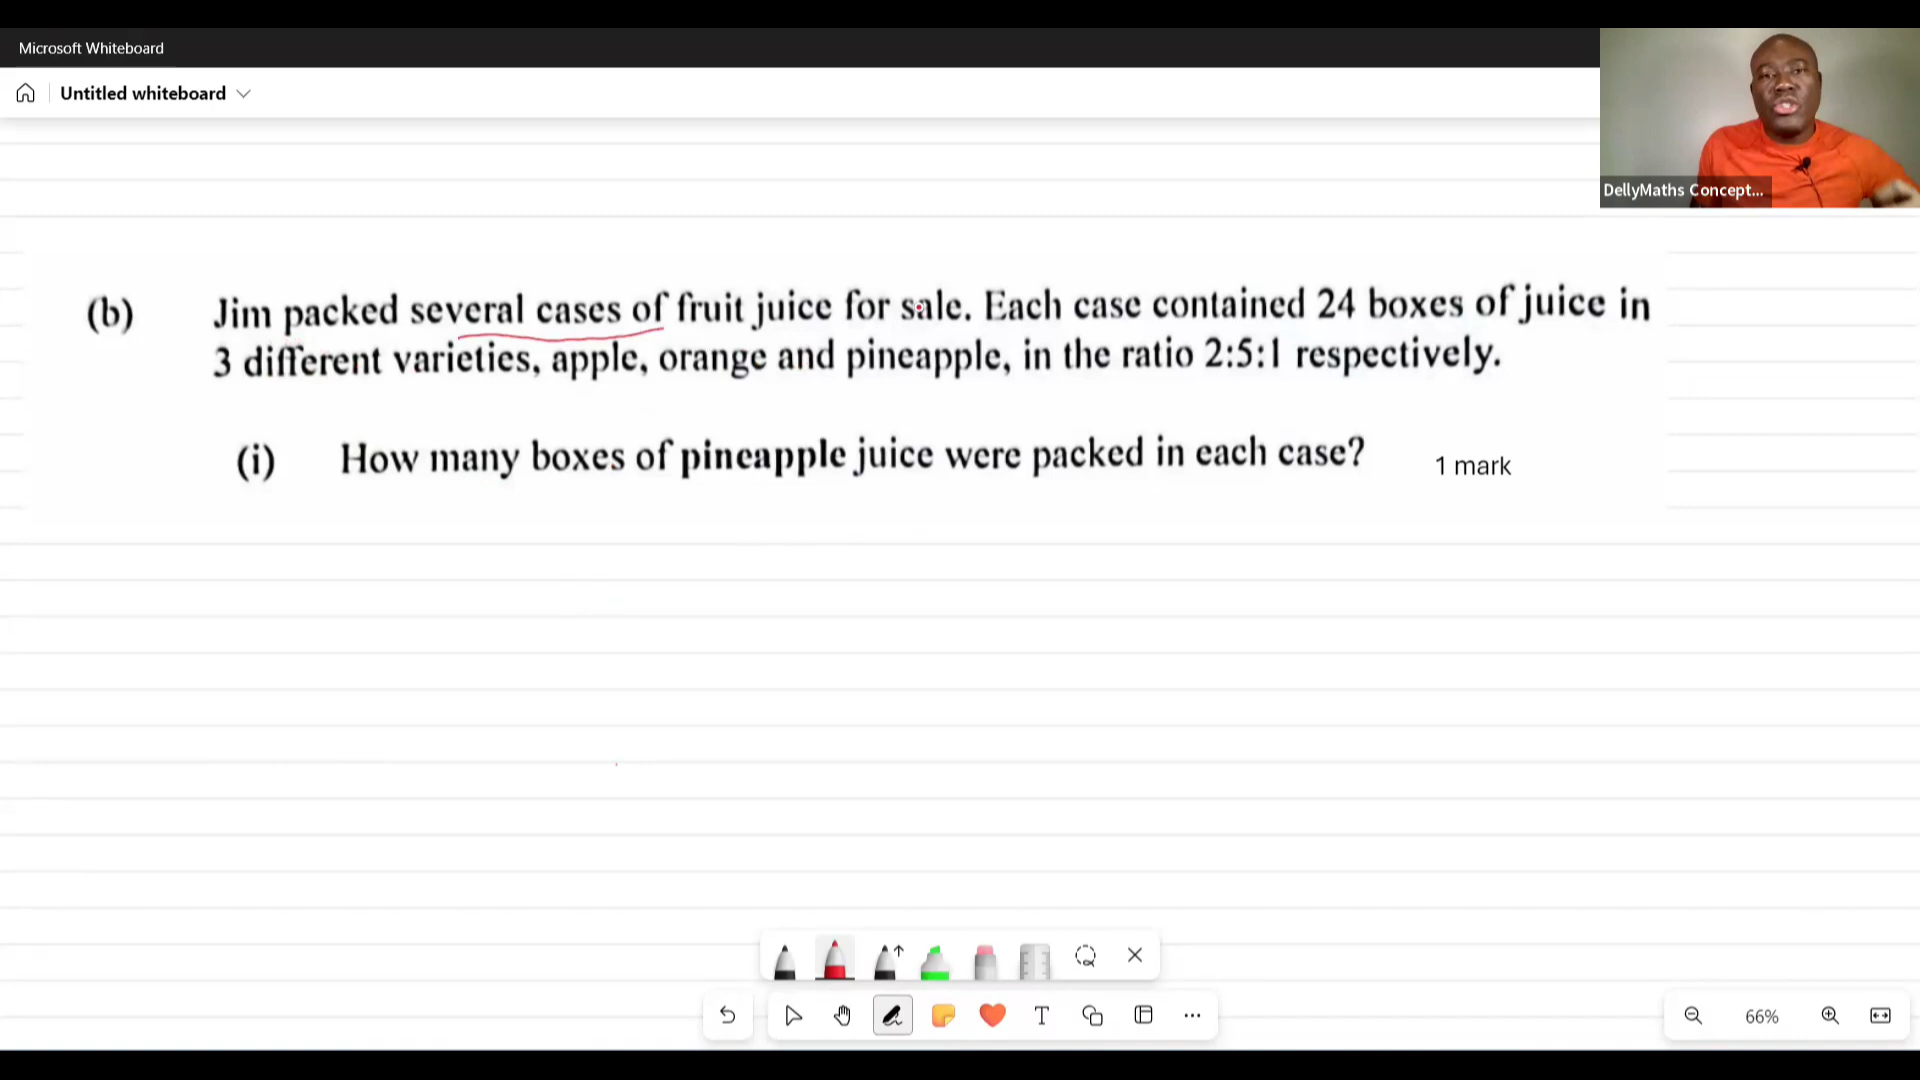 Microsoft Whiteboard
Untitled whiteboard
DellyMaths Concept...
(b) Jim packed several cases of fruit juice for sale. Each case contained 24 boxes of juice in
3 different varieties, apple, orange and pineapple, in the ratio 2:5:1 respectively.
(i) How many boxes of pineapple juice were packed in each case? 1 mark
66%